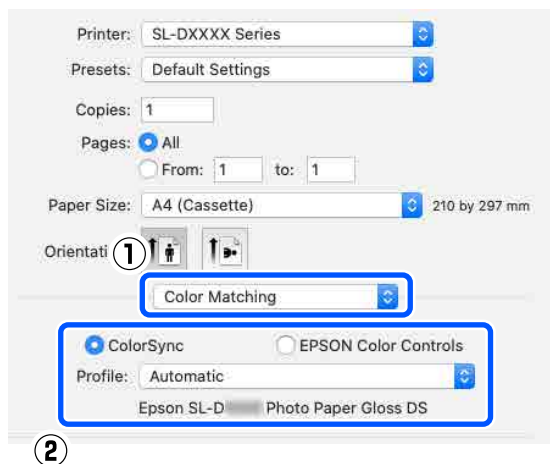 Printer: SL-DXXXX Series
Presets: Default Settings
Copies: 1
Pages: All
From: 1 to: 1
Paper Size: A4 (Cassette) 210 by 297 mm
Orientati
1
Color Matching
ColorSync EPSON Color Controls
Profile: Automatic
Epson SL-D Photo Paper Gloss DS
2